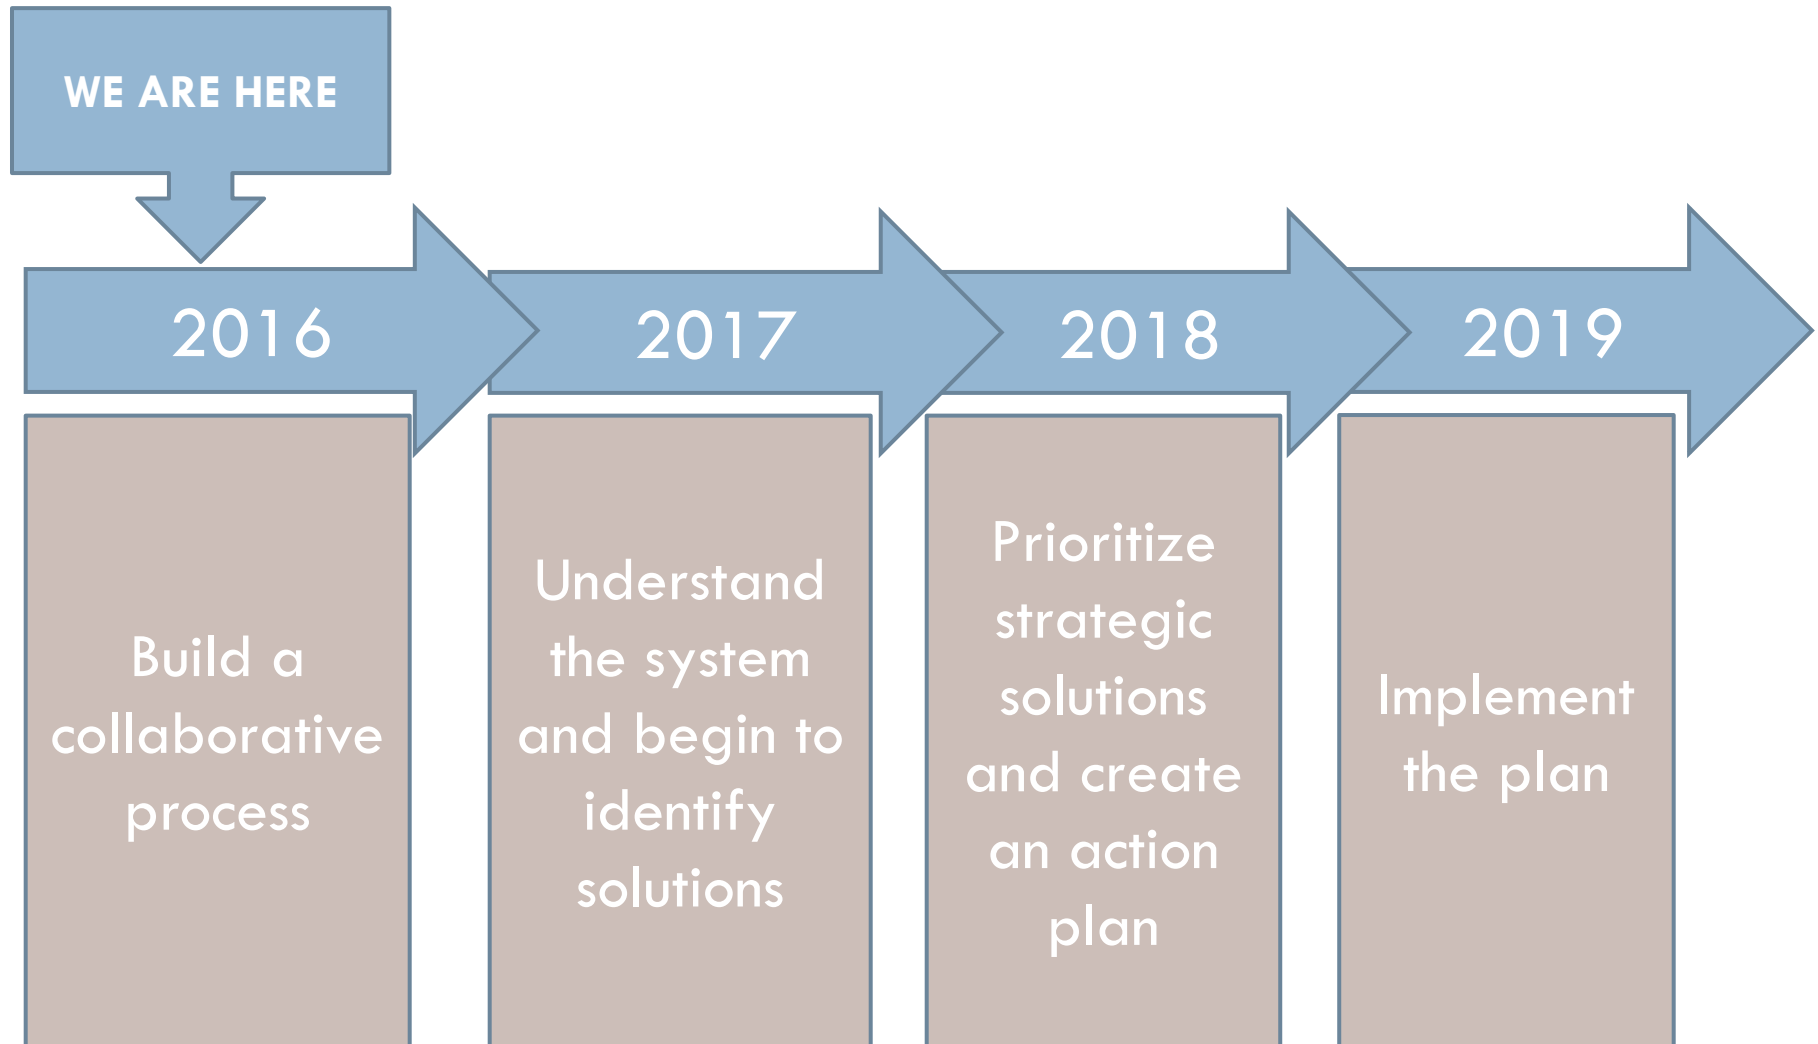 WE ARE HERE
2016
2017
2018
2019
Build a
collaborative
process
Understand
the system
and begin to
identify
solutions
Prioritize
strategic
solutions
and create
an action
plan
Implement
the plan